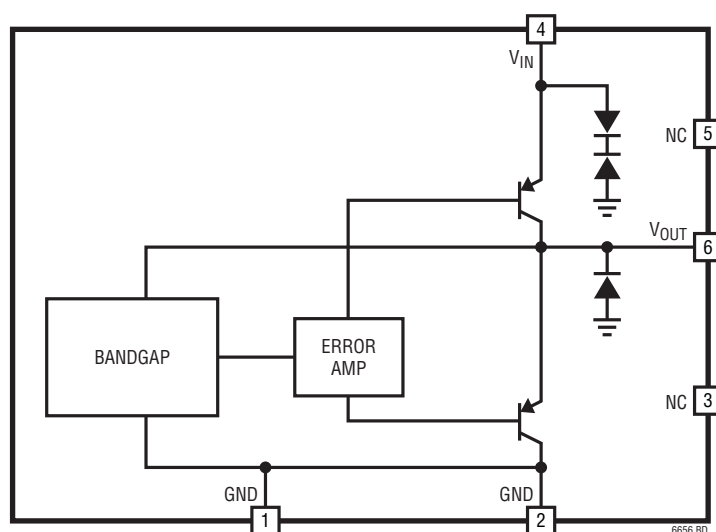 4
VIN
NC 5
VOUT
6
BANDGAP
ERROR
AMP
NC 3
GND GND
1 2
6656 BD